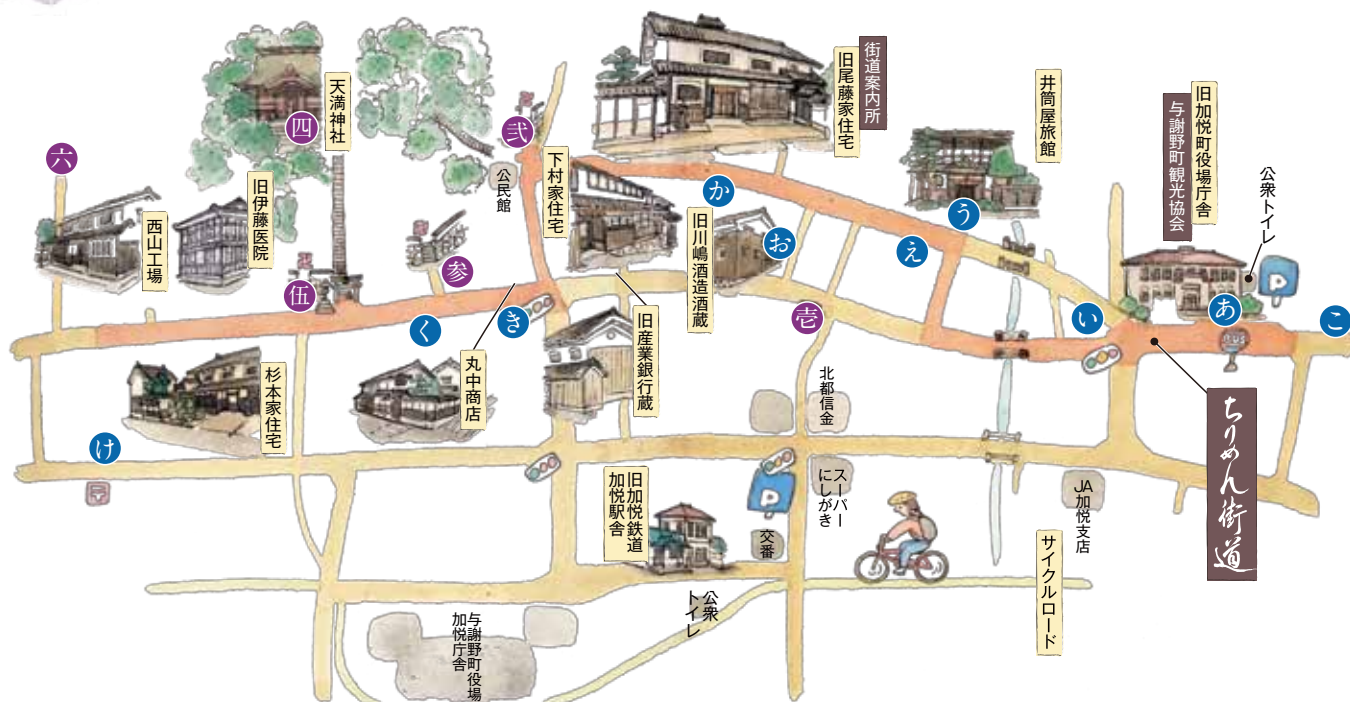 六
四
天満神社
旧伊藤医院
西山工場
伍
参
弐
公民館
下村家住宅
街道案内所
旧尾藤家住宅
か
旧川嶋酒造酒蔵
お
え
う
井筒屋旅館
旧加悦町役場庁舎
与謝野町観光協会
公衆トイレ
P
あ
BUS
い
こ
ちりめん街道
く
き
丸中商店
旧産業銀行蔵
壱
杉本家住宅
け
北都信金
スーパー
にしがき
P
交番
旧加悦鉄道
加悦駅舎
公衆
トイレ
JA加悦支店
サイクルロード
与謝野町役場
加悦庁舎